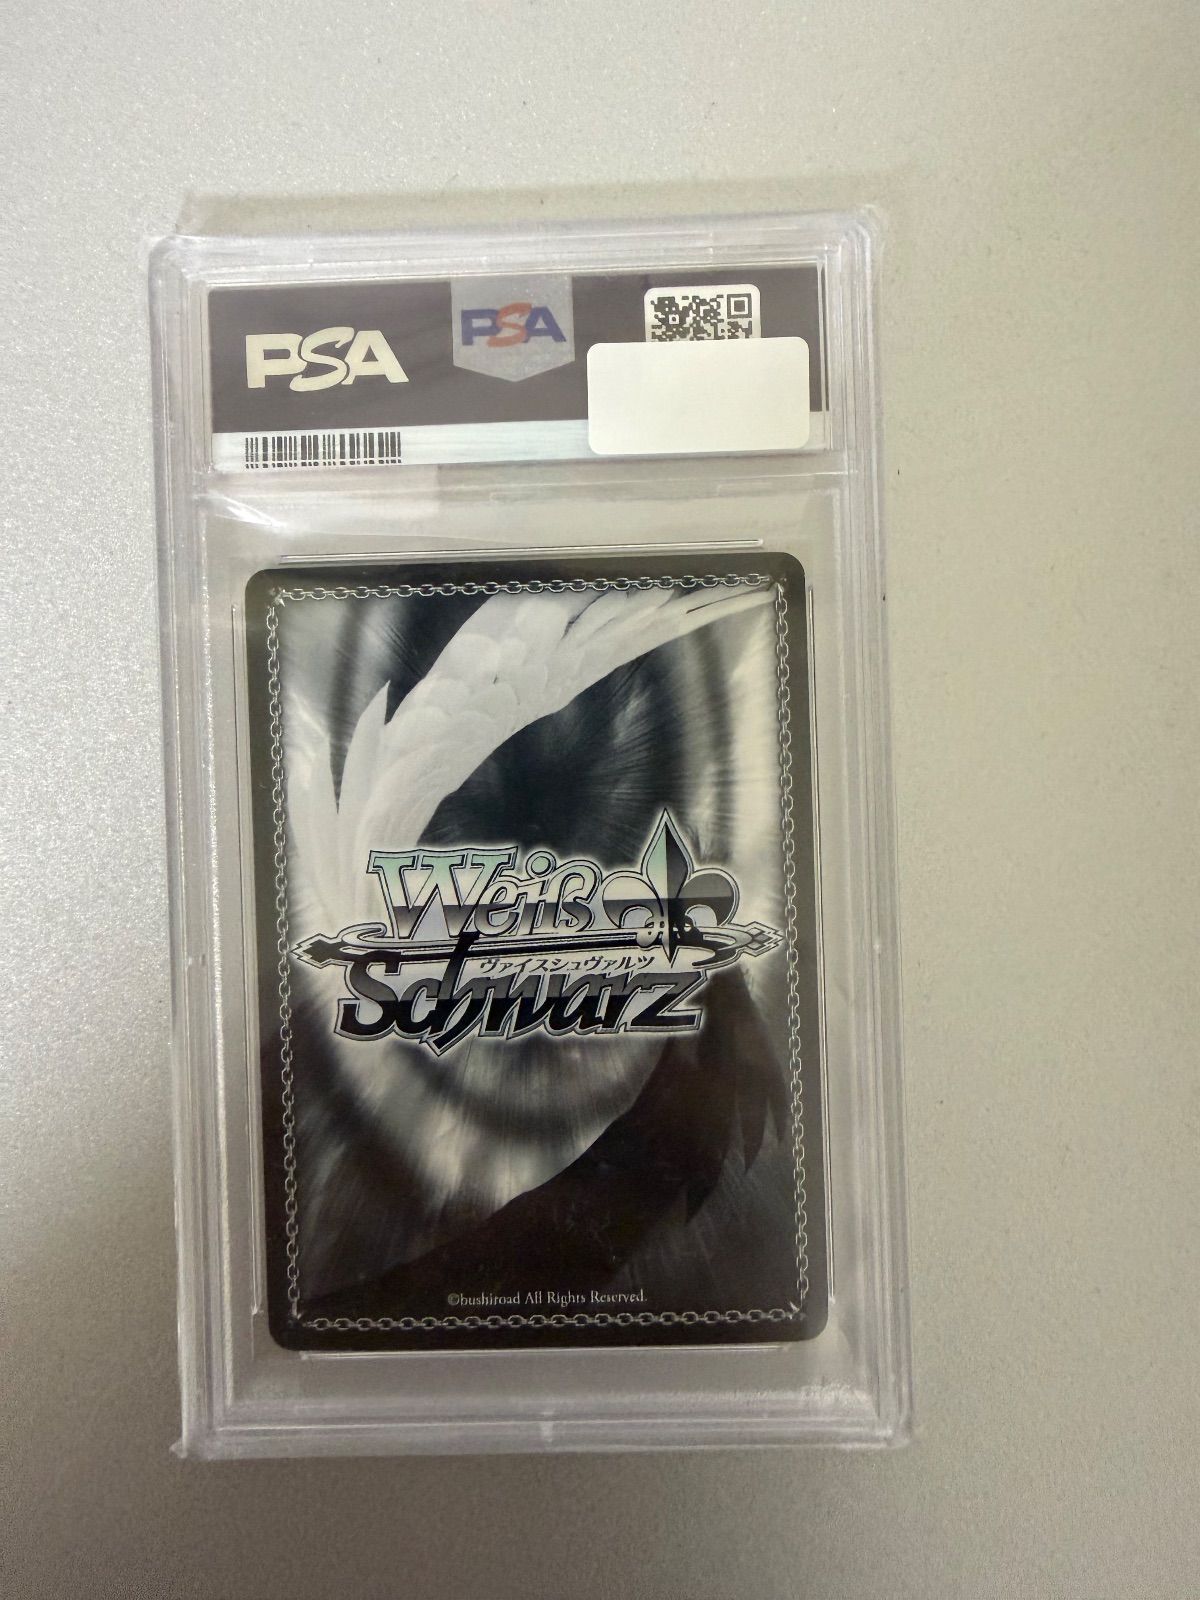 PSA
PSA
Weiß
ヴァイスシュヴァルツ
Schwarz
©bushiroad All Rights Reserved.